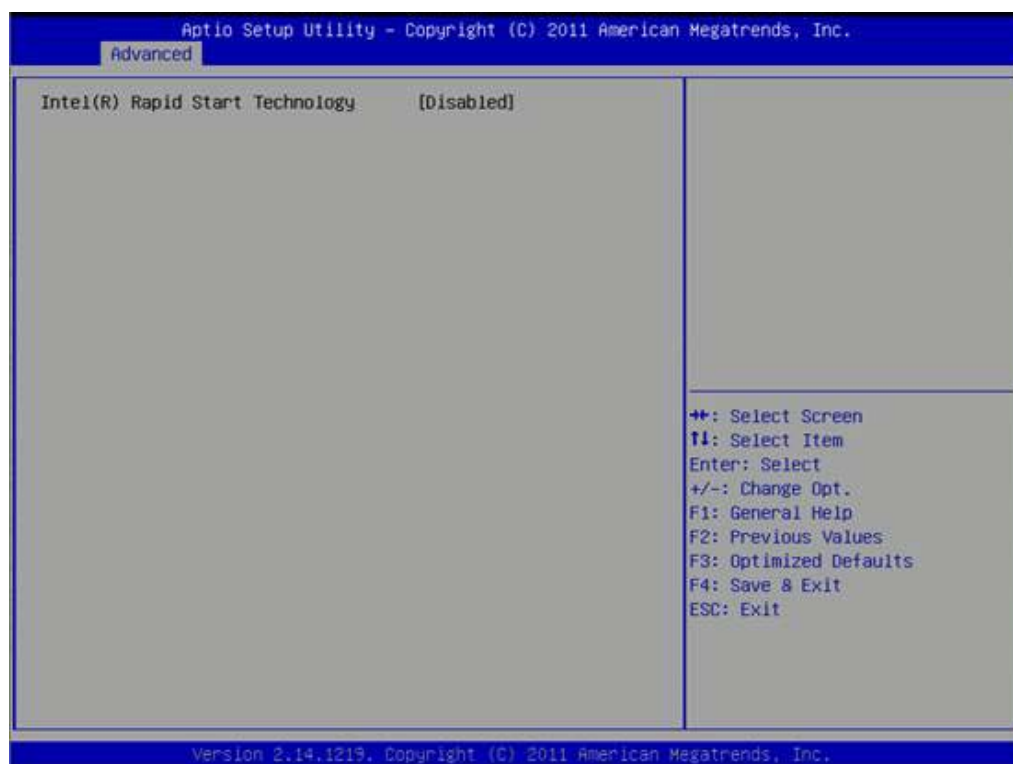 Aptio Setup Utility – Copyright (C) 2011 American Megatrends, Inc.
Advanced
Intel(R) Rapid Start Technology [Disabled]
→←: Select Screen
↑↓: Select Item
Enter: Select
+/-: Change Opt.
F1: General Help
F2: Previous Values
F3: Optimized Defaults
F4: Save & Exit
ESC: Exit
Version 2.14.1219. Copyright (C) 2011 American Megatrends, Inc.